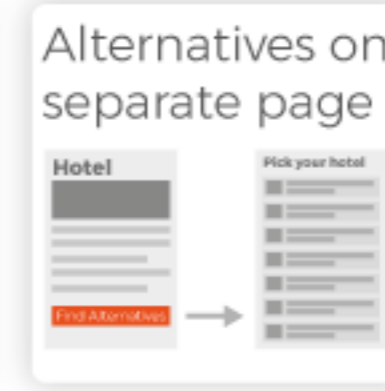 Alternatives on
separate page
Hotel
Pick your hotel
Find Alternatives